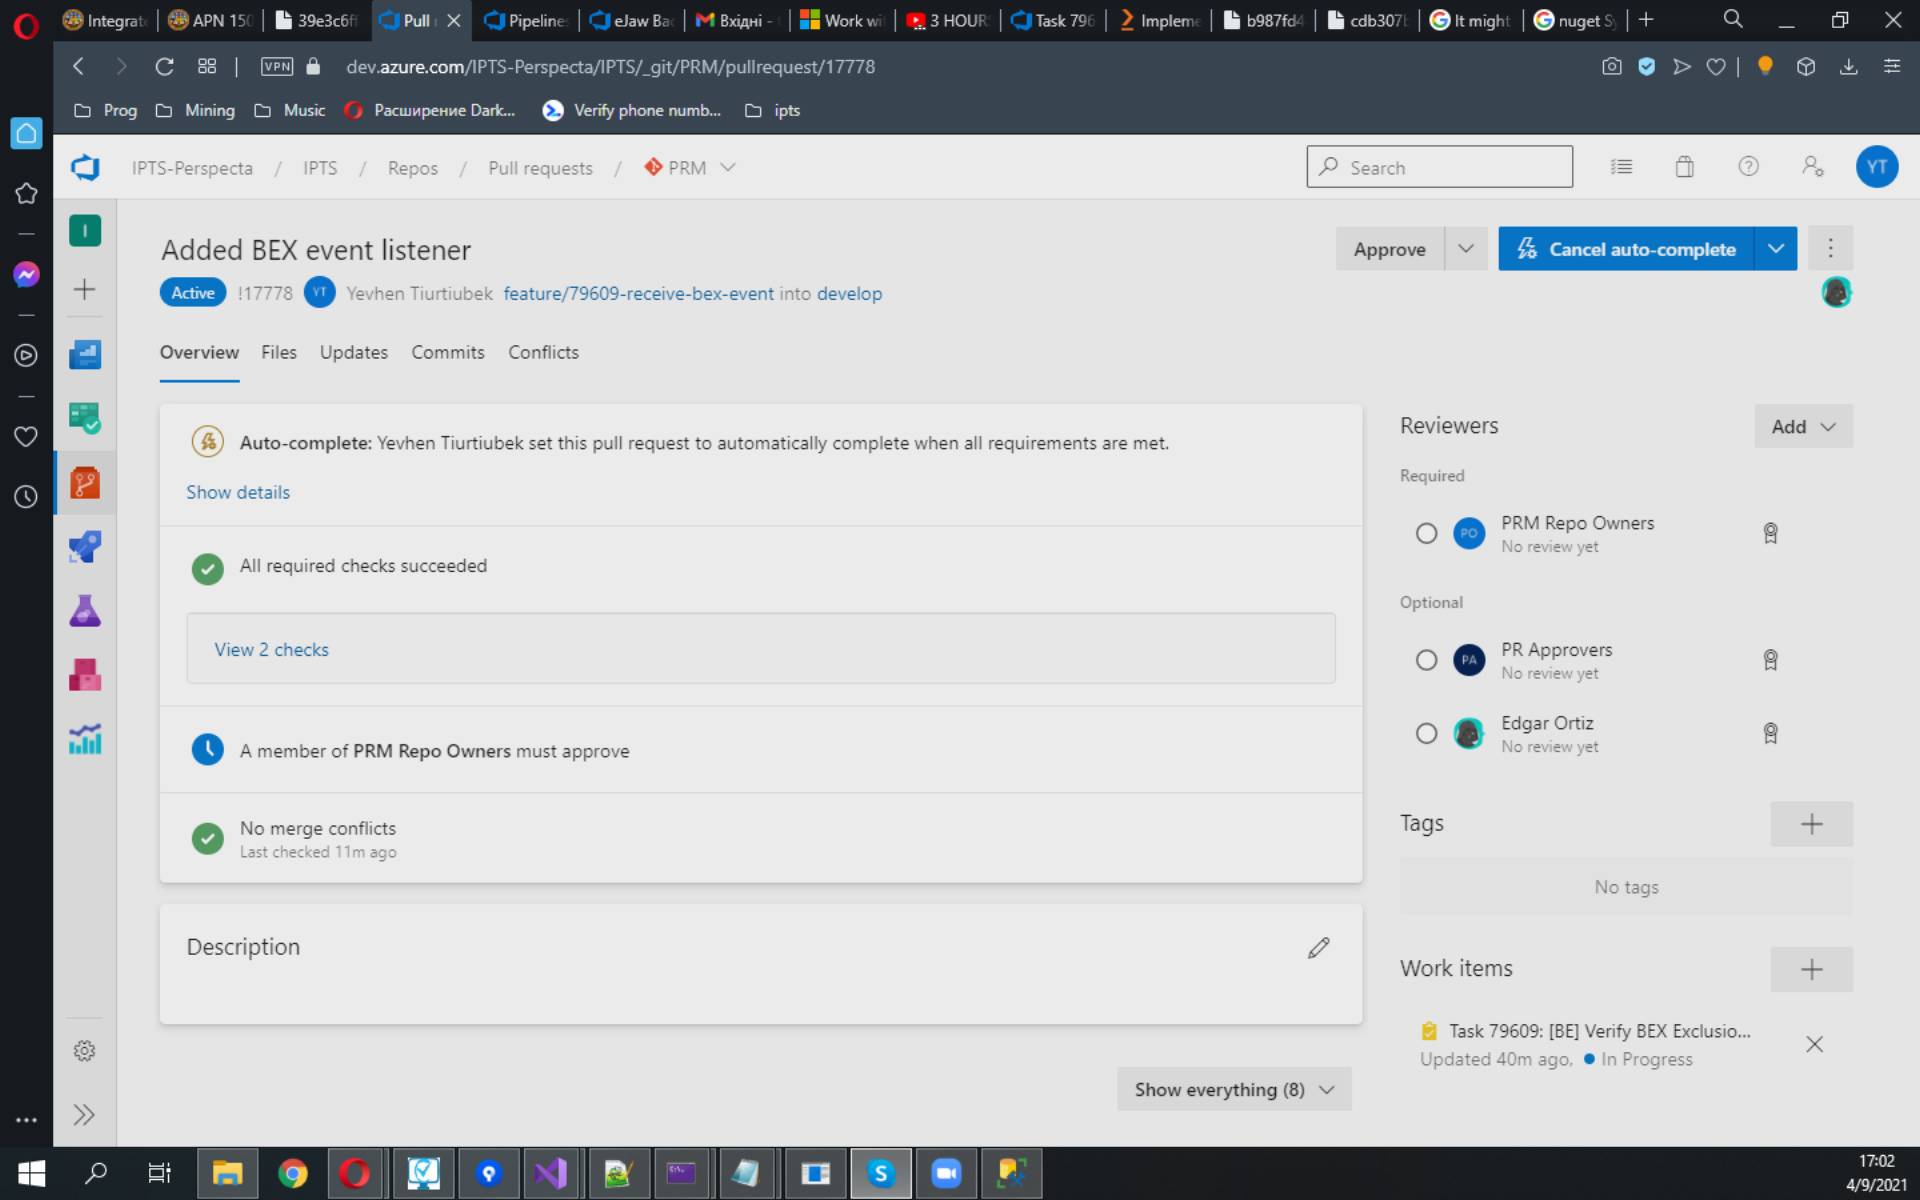 Integrat
APN 150
39e3c6ff
Pull
Pipeline
eJaw Ba
Вхідні -
Work wi
3 HOUR
Task 796
Impleme
b987fd4
cdb307
It might
nuget S
VPN
dev.azure.com/IPTS-Perspecta/IPTS/_git/PRM/pullrequest/17778
Prog
Mining
Music
Расширение Dark...
Verify phone numb...
ipts
IPTS-Perspecta / IPTS / Repos / Pull requests / PRM
Search
YT
I
Added BEX event listener
Approve
Cancel auto-complete
Active !17778 YT Yevhen Tiurtiubek feature/79609-receive-bex-event into develop
Overview Files Updates Commits Conflicts
Auto-complete: Yevhen Tiurtiubek set this pull request to automatically complete when all requirements are met.
Show details
All required checks succeeded
View 2 checks
A member of PRM Repo Owners must approve
No merge conflicts
Last checked 11m ago
Description
Show everything (8)
Reviewers
Add
Required
PO
PRM Repo Owners
No review yet
Optional
PA
PR Approvers
No review yet
Edgar Ortiz
No review yet
Tags
No tags
Work items
Task 79609: [BE] Verify BEX Exclusio...
Updated 40m ago, In Progress
17:02
4/9/2021